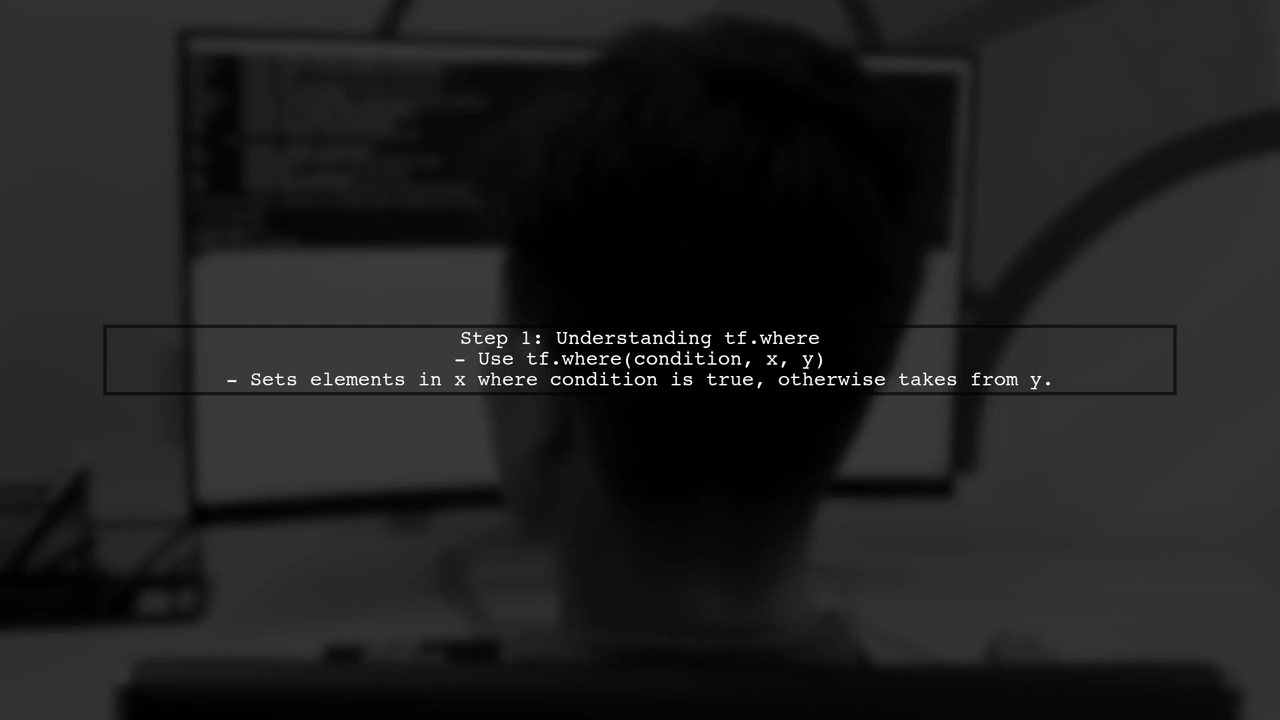 Step 1: Understanding tf.where
- Use tf.where(condition, x, y)
- Sets elements in x where condition is true, otherwise takes from y.